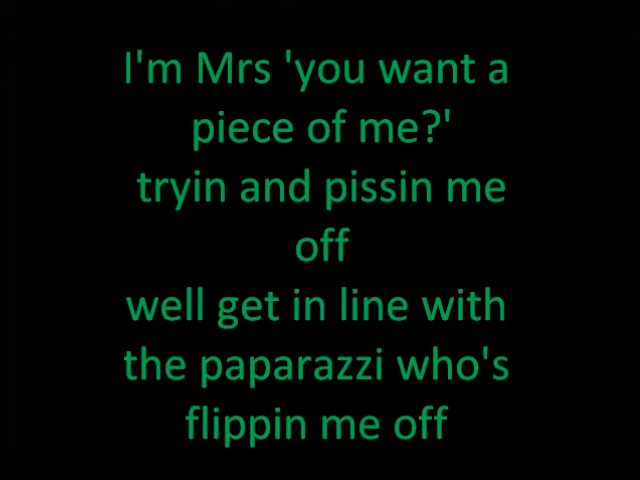 I'm Mrs 'you want a
piece of me?'
tryin and pissin me
off
well get in line with
the paparazzi who's
flippin me off